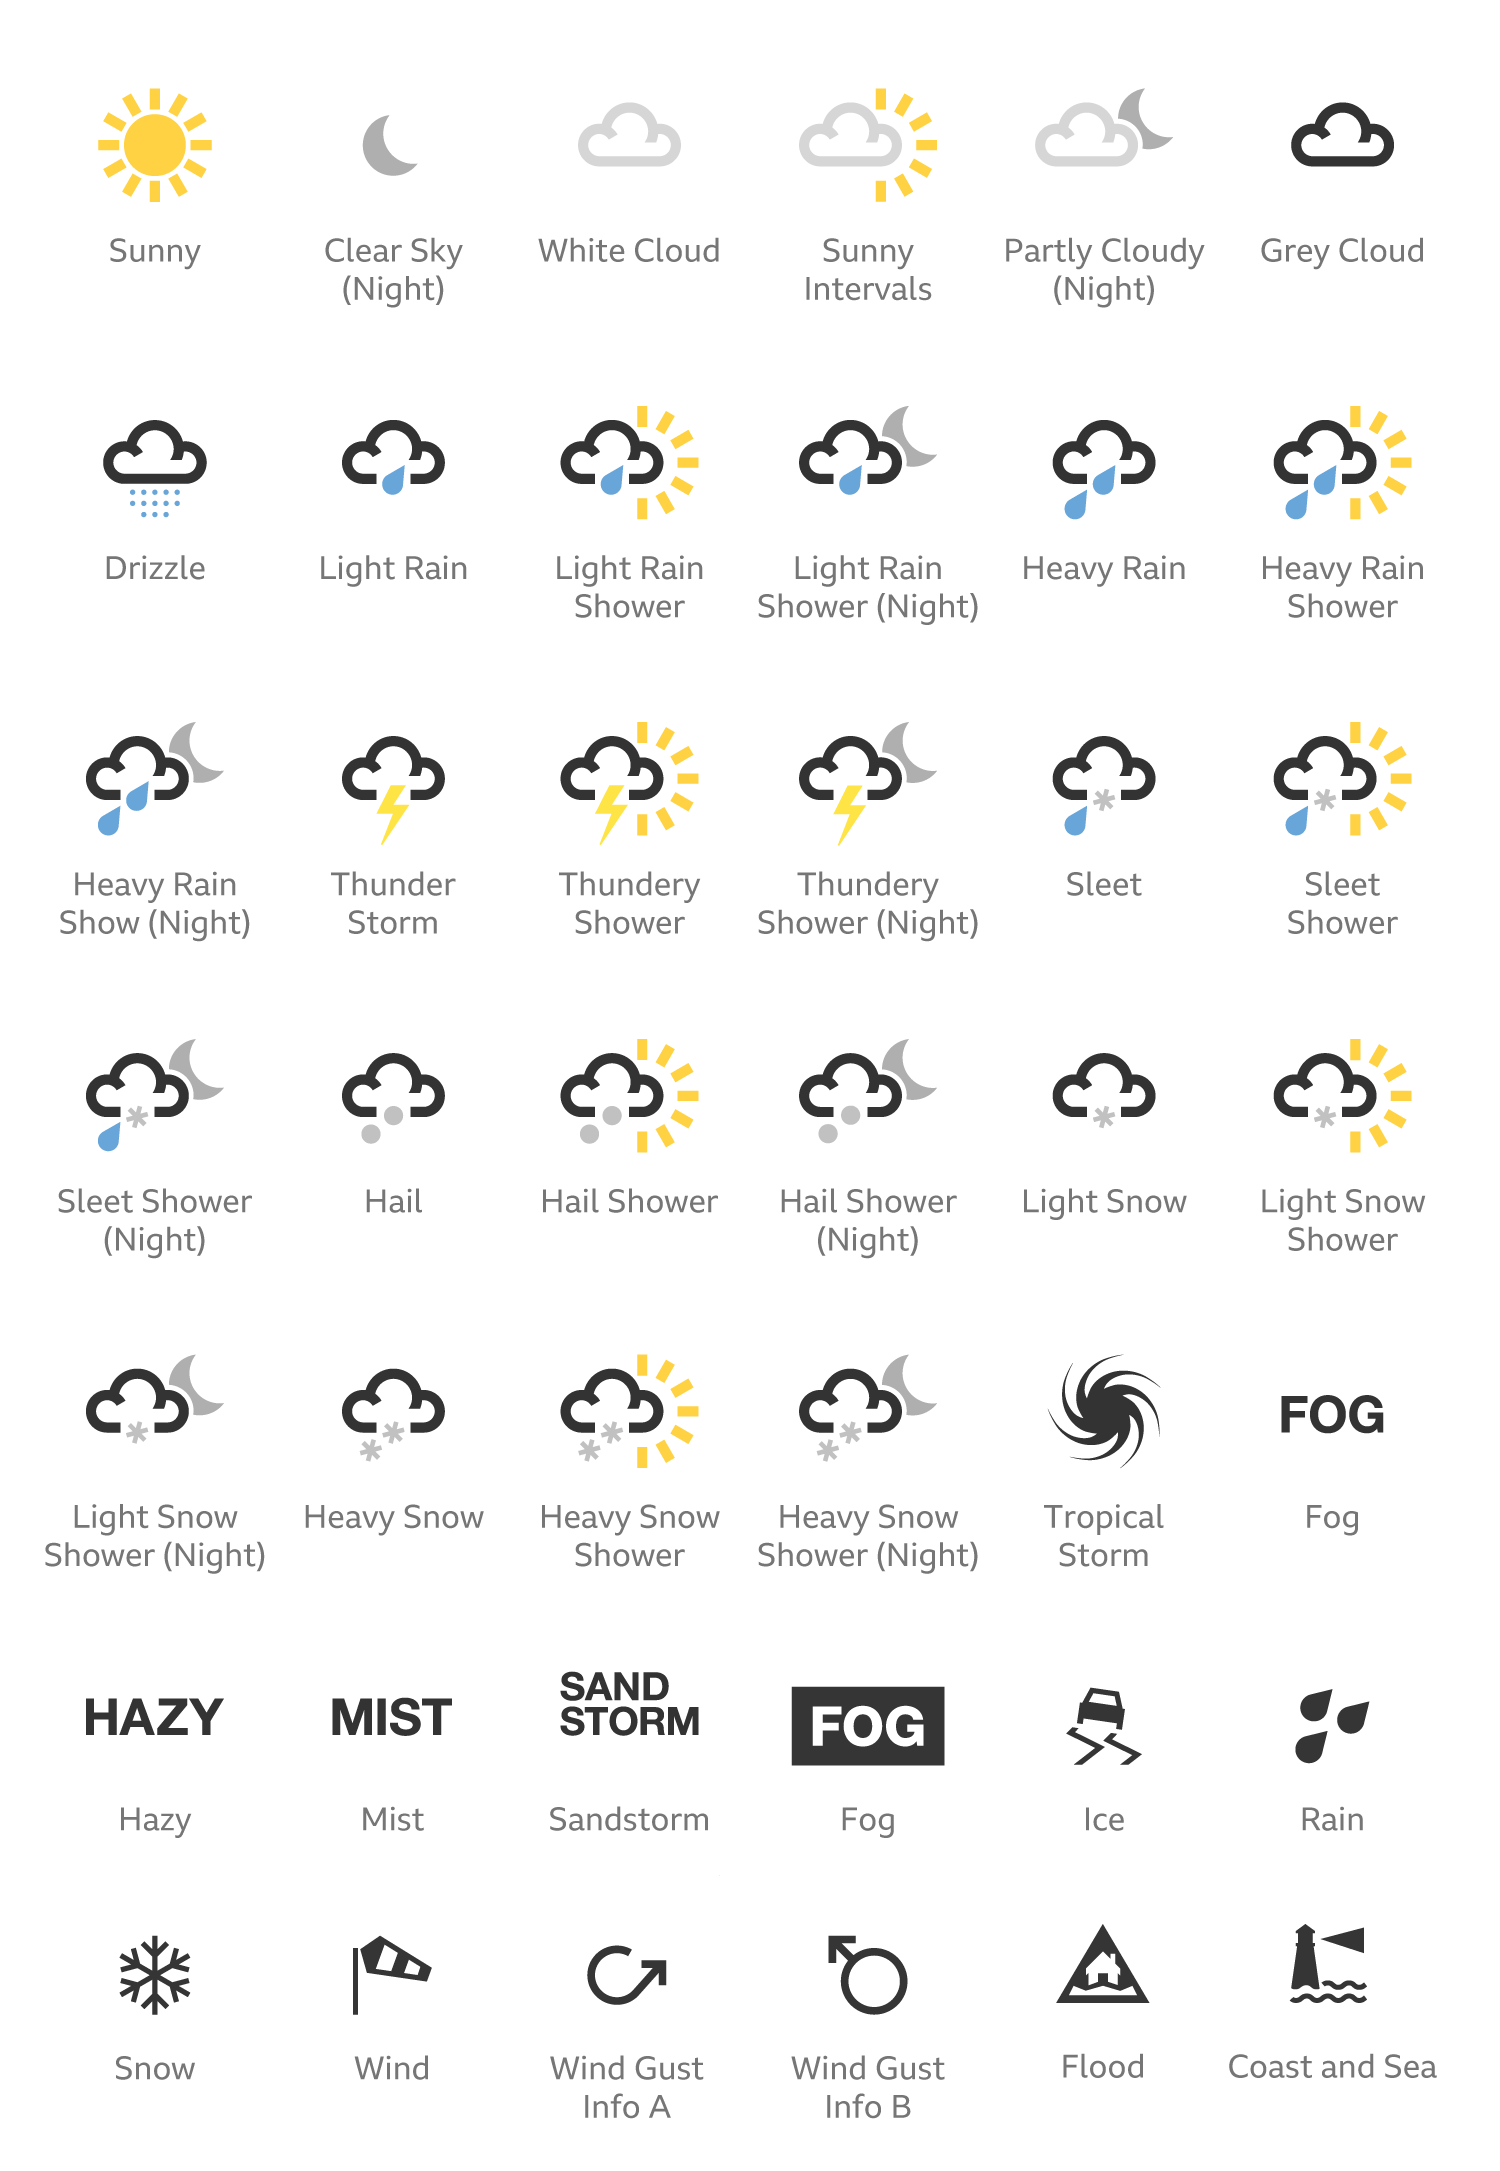 Sunny
Clear Sky
(Night)
White Cloud
Sunny
Intervals
Partly Cloudy
(Night)
Grey Cloud
Drizzle
Light Rain
Light Rain
Shower
Light Rain
Shower (Night)
Heavy Rain
Heavy Rain
Shower
Heavy Rain
Show (Night)
Thunder
Storm
Thundery
Shower
Thundery
Shower (Night)
Sleet
Sleet
Shower
Sleet Shower
(Night)
Hail
Hail Shower
Hail Shower
(Night)
Light Snow
Light Snow
Shower
Light Snow
Shower (Night)
Heavy Snow
Heavy Snow
Shower
Heavy Snow
Shower (Night)
Tropical
Storm
FOG
Fog
HAZY
Hazy
MIST
Mist
SAND
STORM
Sandstorm
FOG
Fog
Ice
Rain
Snow
Wind
Wind Gust
Info A
Wind Gust
Info B
Flood
Coast and Sea